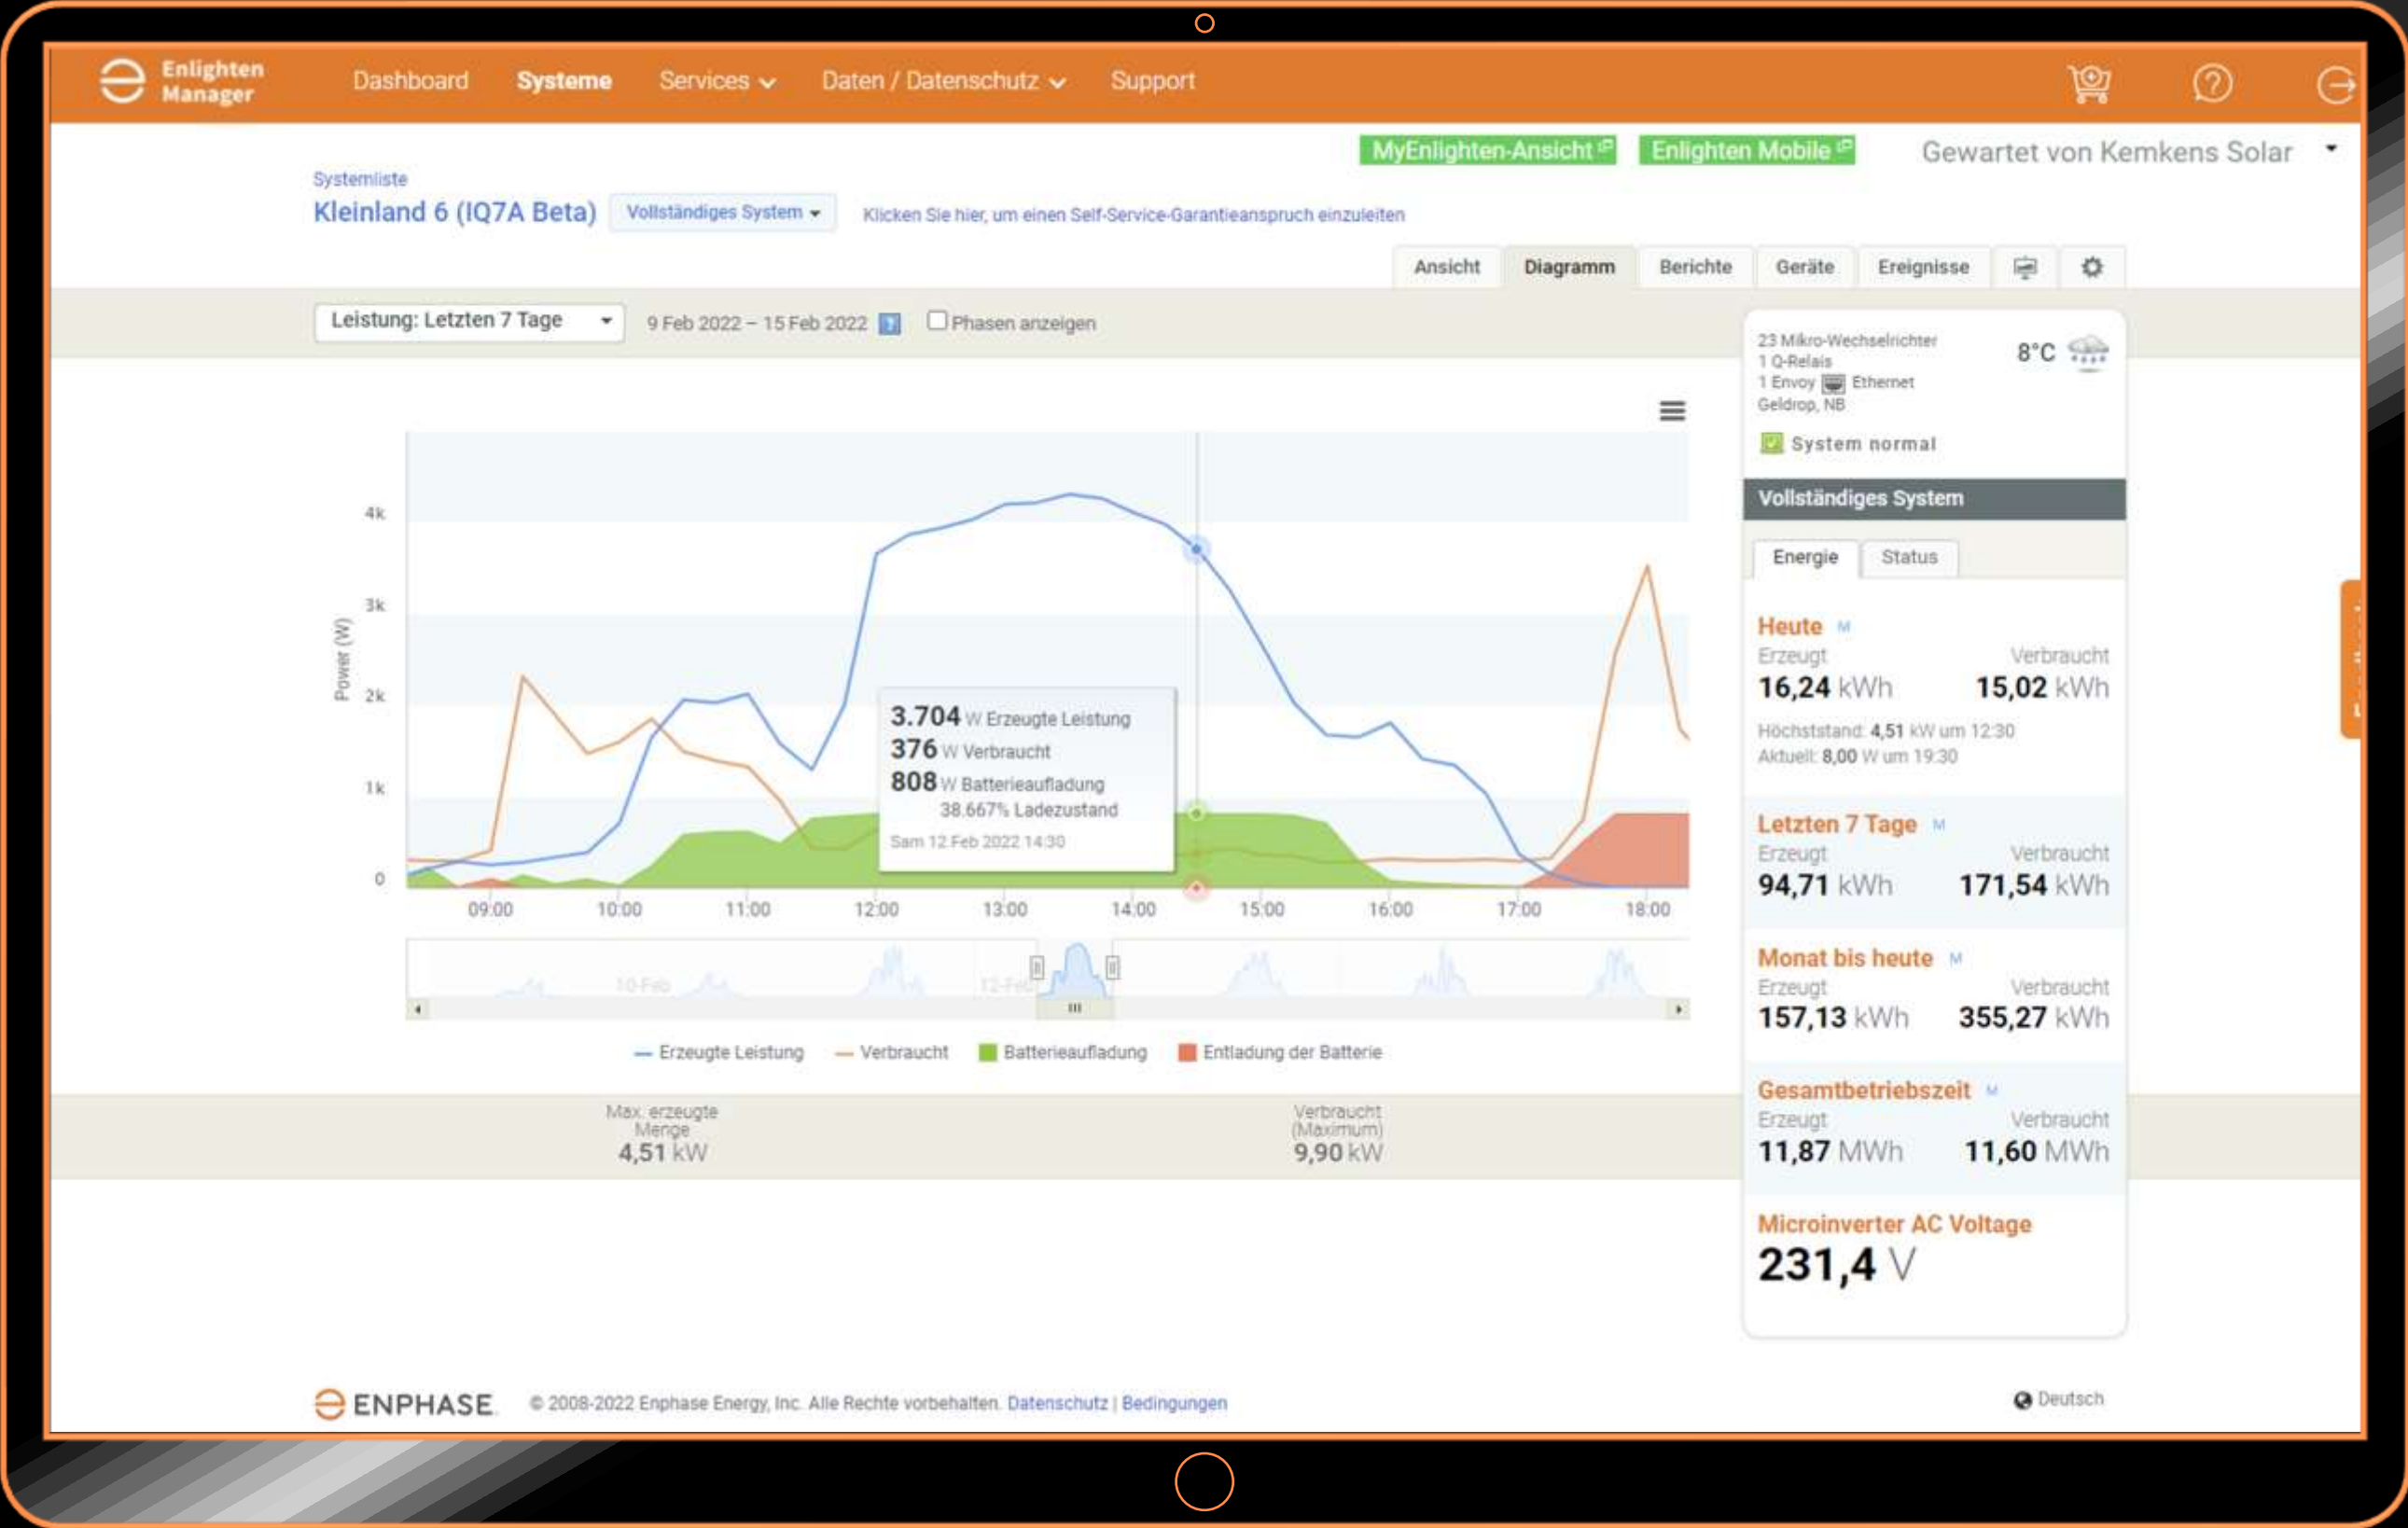 Enlighten
Manager
Dashboard
Systeme
Services
Daten / Datenschutz
Support
MyEnlighten-Ansicht
Enlighten Mobile
Gewartet von Kemkens Solar
Systemliste
Kleinland 6 (IQ7A Beta)
Vollständiges System
Klicken Sie hier, um einen Self-Service-Garantieanspruch einzuleiten
Ansicht
Diagramm
Berichte
Geräte
Ereignisse
Leistung: Letzten 7 Tage
9 Feb 2022 – 15 Feb 2022
?
Phasen anzeigen
Power (W)
4k
3k
2k
1k
0
3.704 W Erzeugte Leistung
376 W Verbraucht
808 W Batterieaufladung
38.667% Ladezustand
Sam 12 Feb 2022 14:30
09:00
10:00
11:00
12:00
13:00
14:00
15:00
16:00
17:00
18:00
10-Feb
12-Feb
Erzeugte Leistung
Verbraucht
Batterieaufladung
Entladung der Batterie
Max. erzeugte
Menge
4,51 kW
Verbraucht
(Maximum)
9,90 kW
23 Mikro-Wechselrichter
1 Q-Relais
1 Envoy Ethernet
Geldrop, NB
8°C
System normal
Vollständiges System
Energie
Status
Heute M
Erzeugt Verbraucht
16,24 kWh 15,02 kWh
Höchststand: 4,51 kW um 12:30
Aktuell: 8,00 W um 19:30
Letzten 7 Tage M
Erzeugt Verbraucht
94,71 kWh 171,54 kWh
Monat bis heute M
Erzeugt Verbraucht
157,13 kWh 355,27 kWh
Gesamtbetriebszeit M
Erzeugt Verbraucht
11,87 MWh 11,60 MWh
Microinverter AC Voltage
231,4 V
ENPHASE
© 2008-2022 Enphase Energy, Inc. Alle Rechte vorbehalten. Datenschutz | Bedingungen
Deutsch